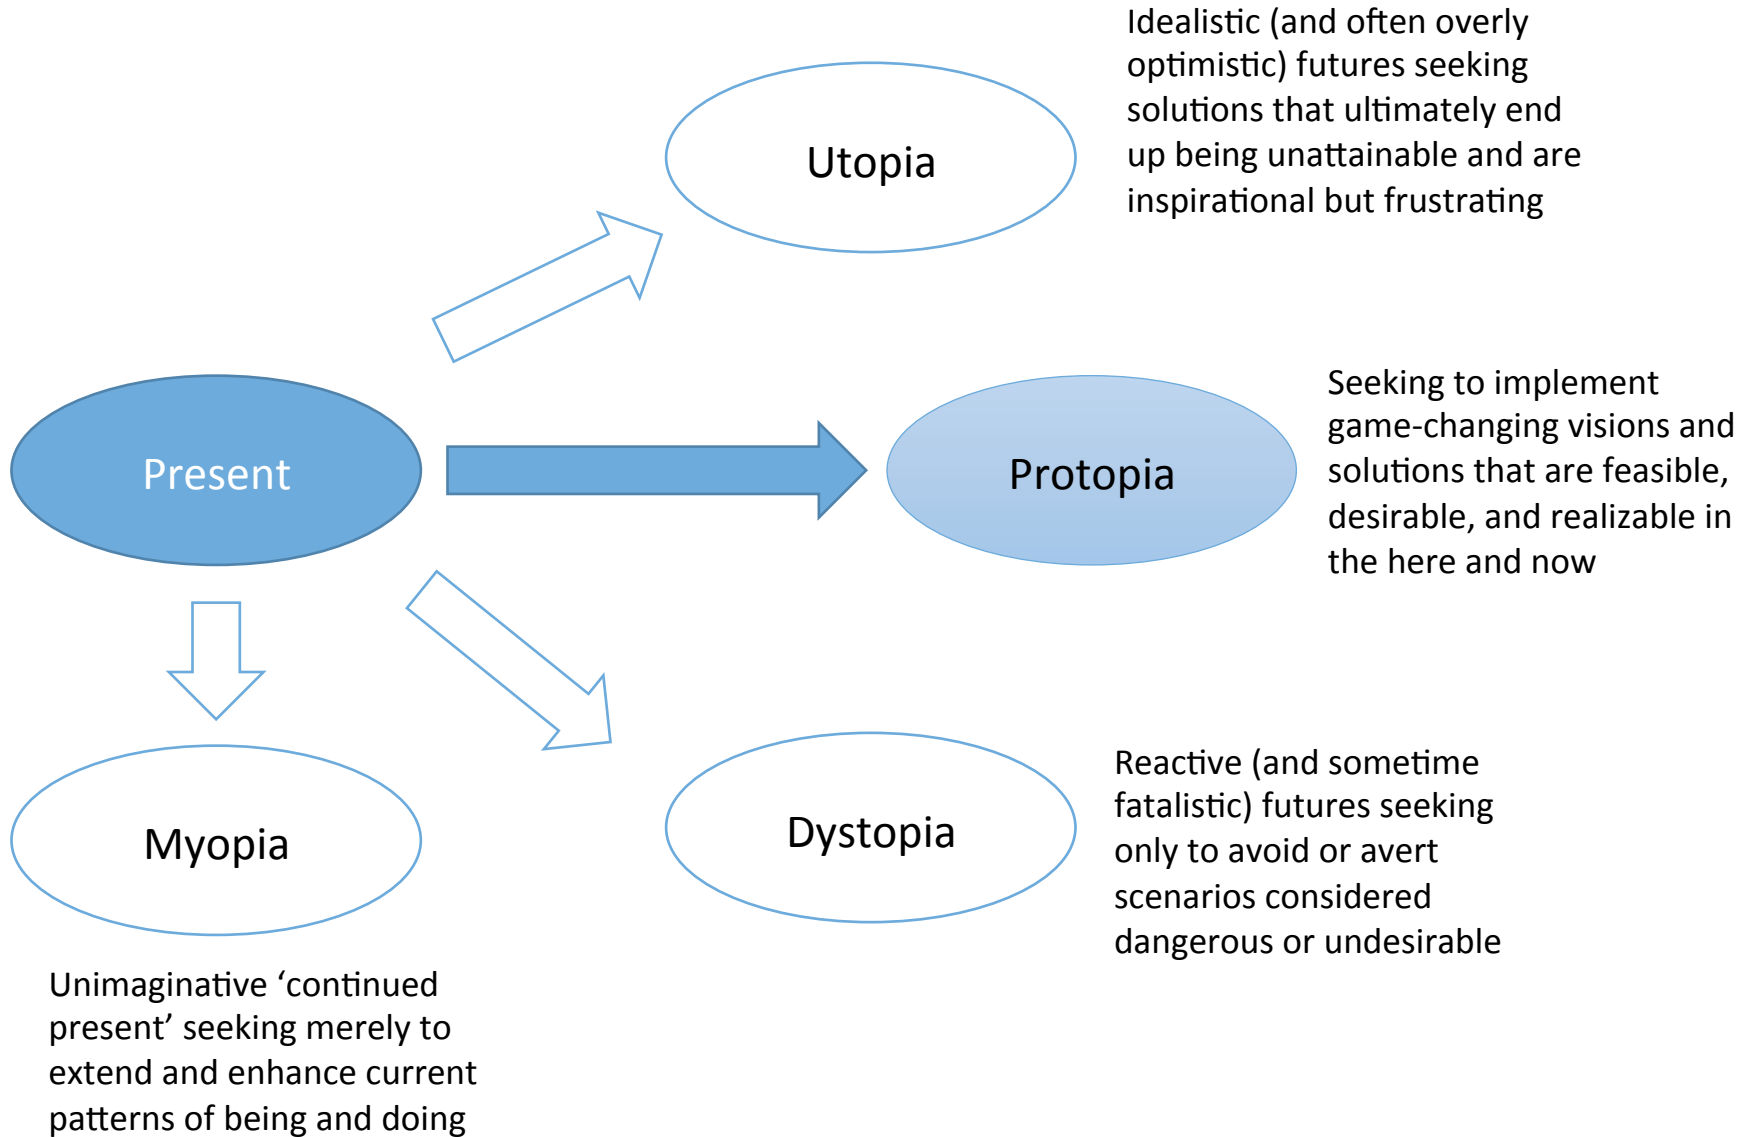 Idealistic (and often overly
optimistic) futures seeking
solutions that ultimately end
up being unattainable and are
inspirational but frustrating
Utopia
Present
Protopia
Seeking to implement
game-changing visions and
solutions that are feasible,
desirable, and realizable in
the here and now
Myopia
Dystopia
Reactive (and sometime
fatalistic) futures seeking
only to avoid or avert
scenarios considered
dangerous or undesirable
Unimaginative ‘continued
present’ seeking merely to
extend and enhance current
patterns of being and doing